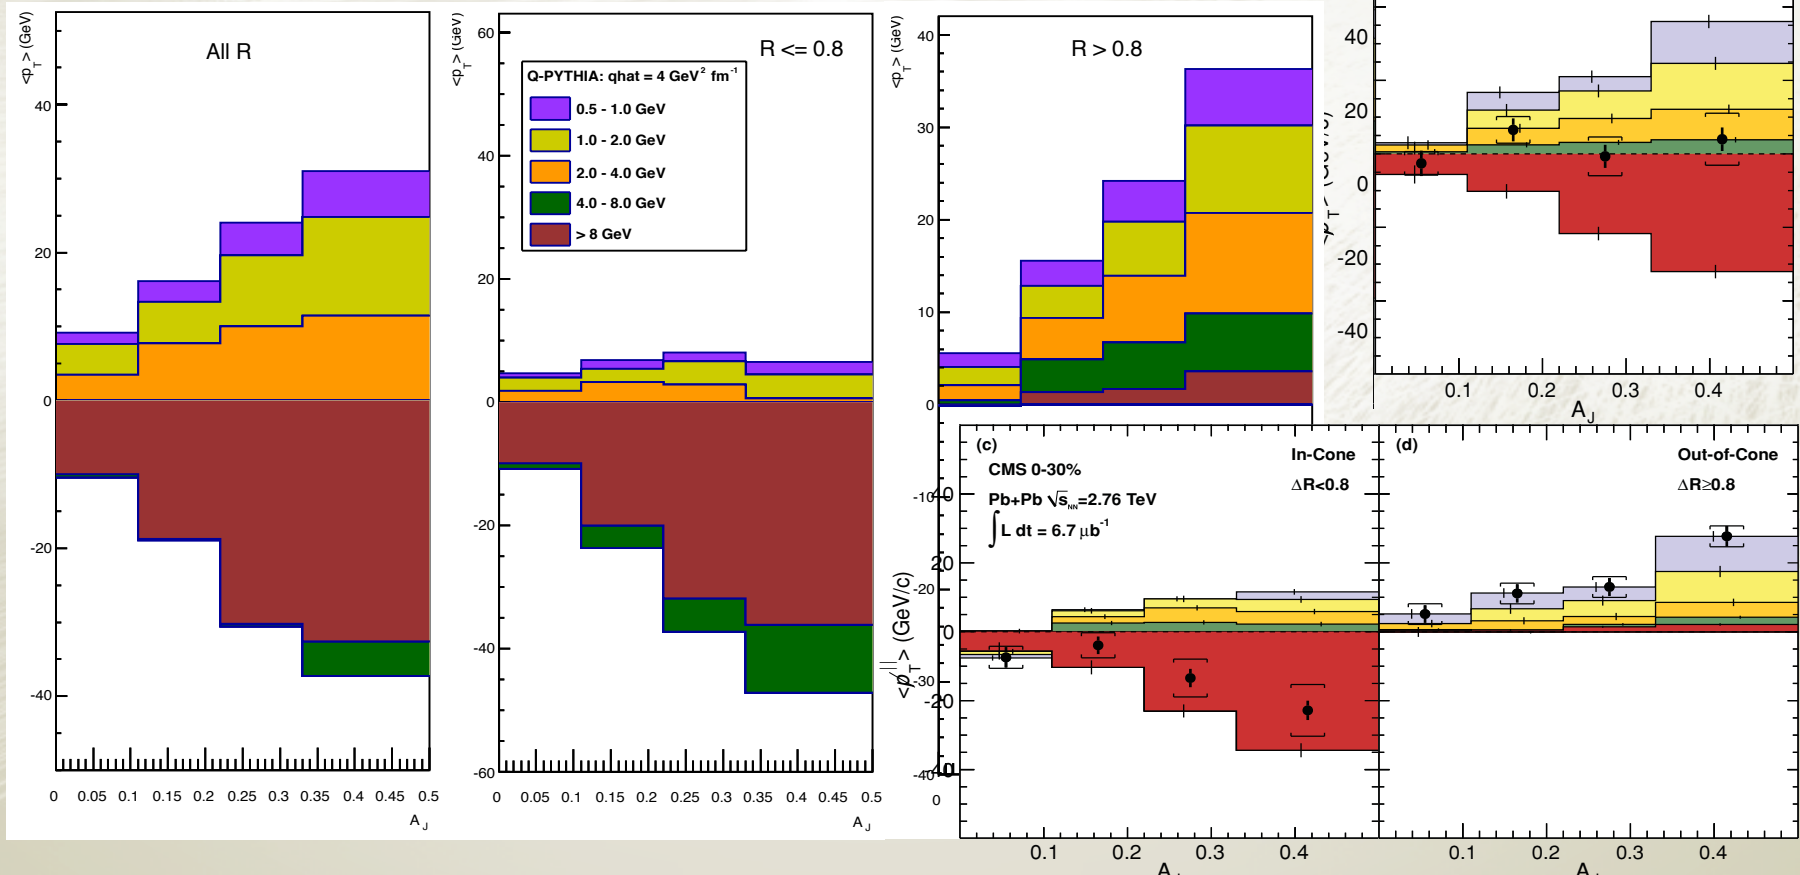 <p_T> (GeV)
All R
40
20
0
-20
-40
0 0.05 0.1 0.15 0.2 0.25 0.3 0.35 0.4 0.45 0.5
A_J
<p_T> (GeV)
R <= 0.8
Q-PYTHIA: qhat = 4 GeV² fm⁻¹
0.5 - 1.0 GeV
1.0 - 2.0 GeV
2.0 - 4.0 GeV
4.0 - 8.0 GeV
> 8 GeV
60
40
20
0
-20
-40
-60
0 0.05 0.1 0.15 0.2 0.25 0.3 0.35 0.4 0.45 0.5
A_J
<p_T> (GeV)
R > 0.8
40
30
20
10
0
-10
-20
-30
-40
0
40
20
0
-20
-40
0.1 0.2 0.3 0.4
A_J
(c)
In-Cone
CMS 0-30%
ΔR<0.8
Pb+Pb √s_NN=2.76 TeV
∫L dt = 6.7 μb⁻¹
40
20
0
-20
-40
<p̸_T^||> (GeV/c)
0.1 0.2 0.3 0.4
(d)
Out-of-Cone
ΔR≥0.8
0.1 0.2 0.3 0.4